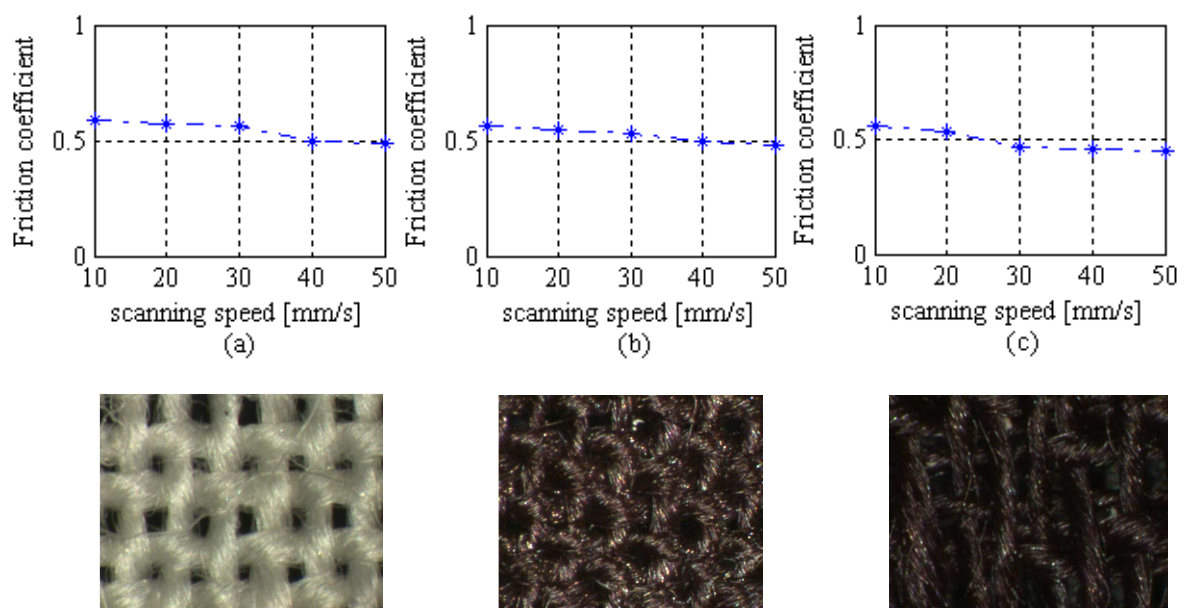 1
0.5
0
Friction coefficient
10 20 30 40 50
scanning speed [mm/s]
(a)
1
0.5
0
Friction coefficient
10 20 30 40 50
scanning speed [mm/s]
(b)
1
0.5
0
Friction coefficient
10 20 30 40 50
scanning speed [mm/s]
(c)